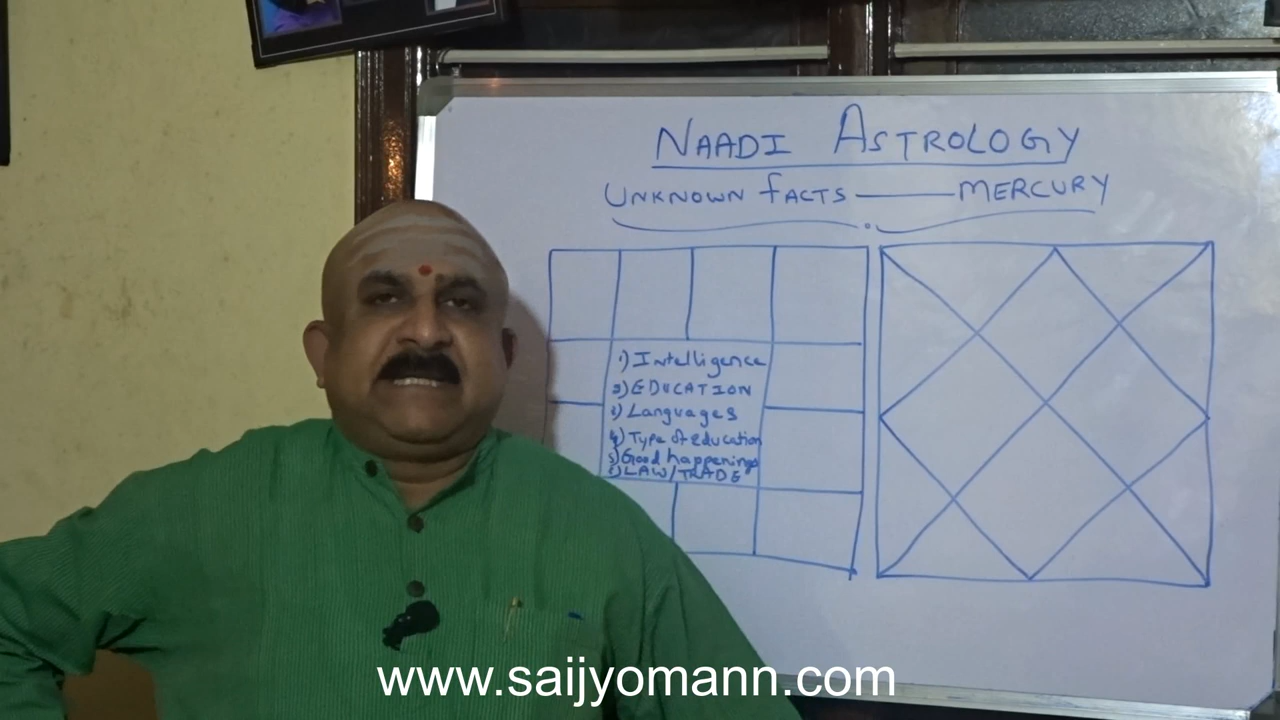 NAADI ASTROLOGY
UNKNOWN FACTS — MERCURY
1) Intelligence
2) EDUCATION
3) Languages
4) Type of education
5) Good happenings
6) LAW/TRADE
www.saijyomann.com